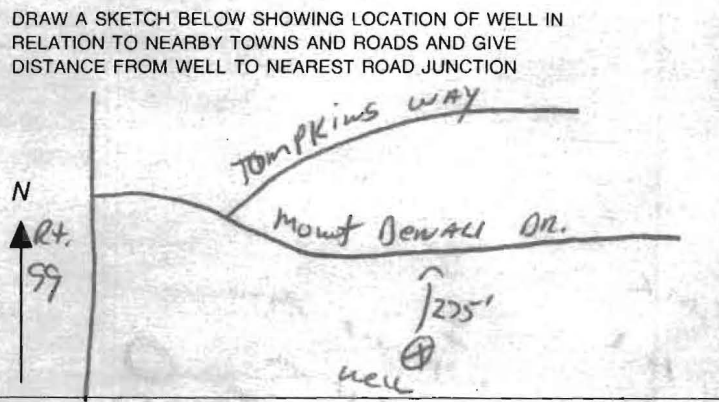 DRAW A SKETCH BELOW SHOWING LOCATION OF WELL IN
RELATION TO NEARBY TOWNS AND ROADS AND GIVE
DISTANCE FROM WELL TO NEAREST ROAD JUNCTION
TOMPKINS WAY
N
Rt.
99
Mount Denali DR.
275'
well